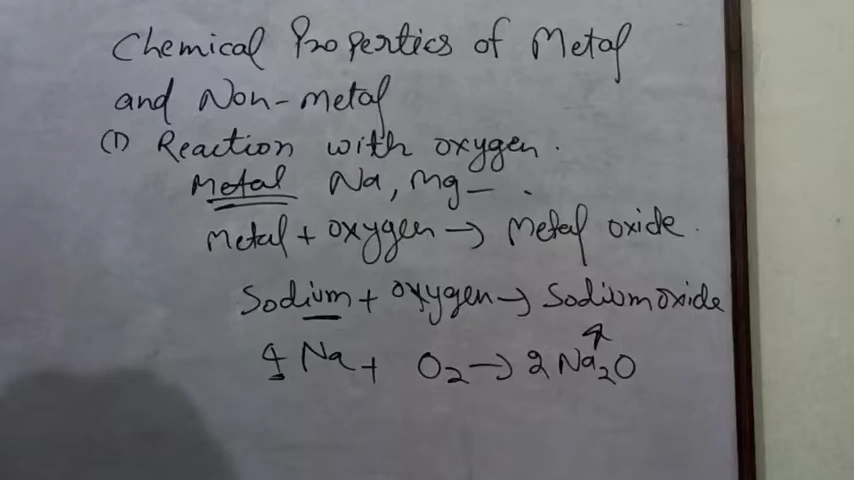 Chemical Properties of Metal
and Non-metal
(1) Reaction with oxygen.
Metal Na, Mg - .
Metal + oxygen → Metal oxide.
Sodium + oxygen → Sodium oxide
4 Na + O₂ → 2 Na₂O
4